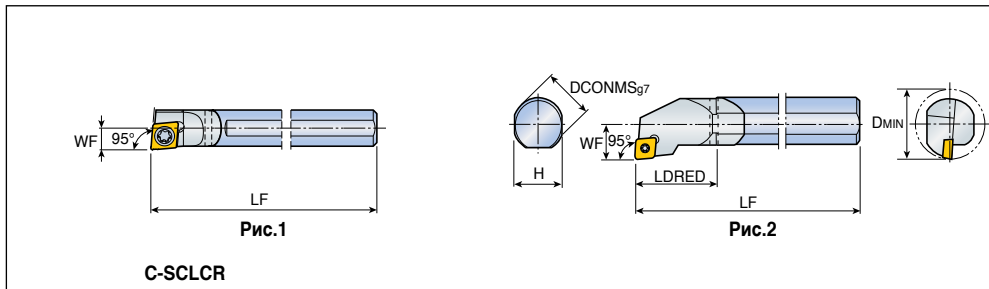 WF
95°
LF
Рис.1
DCONMSg7
H
WF
95°
LDRED
LF
DMIN
Рис.2
C-SCLCR